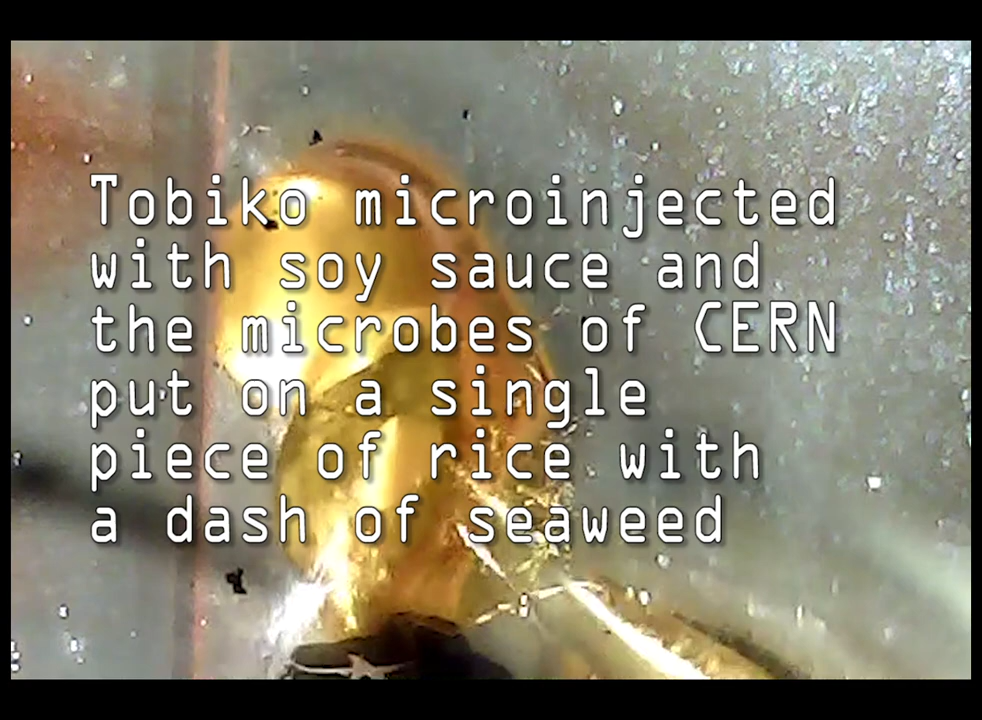 Tobiko microinjected
with soy sauce and
the microbes of CERN
put on a single
piece of rice with
a dash of seaweed